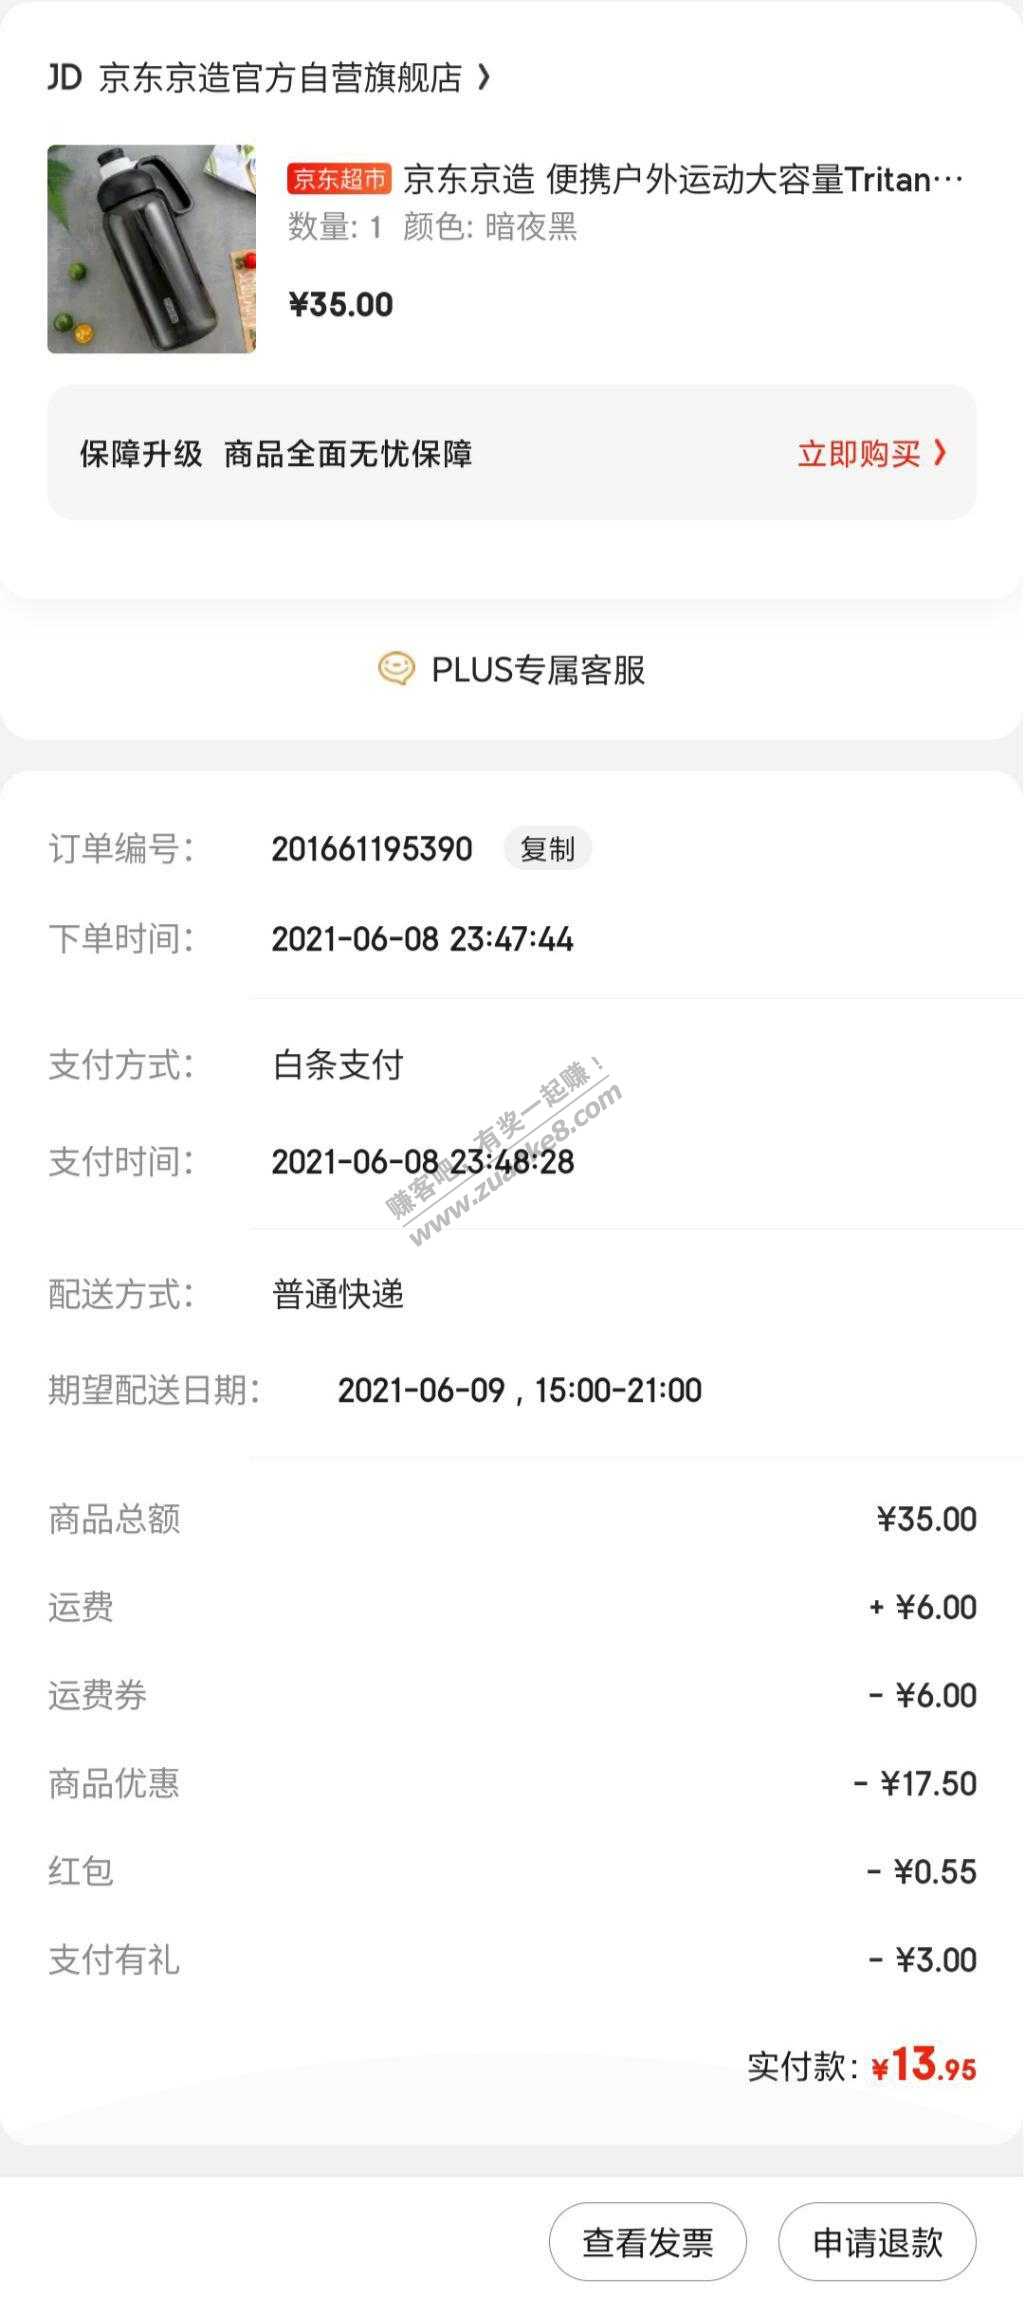 JD 京东京造官方自营旗舰店 >
京东超市 京东京造 便携户外运动大容量Tritan…
数量: 1 颜色: 暗夜黑
¥35.00
保障升级 商品全面无忧保障 立即购买 >
PLUS专属客服
订单编号: 201661195390 复制
下单时间: 2021-06-08 23:47:44
支付方式: 白条支付
支付时间: 2021-06-08 23:48:28
赚客吧，有奖一起赚！
www.zuanke8.com
配送方式: 普通快递
期望配送日期: 2021-06-09 , 15:00-21:00
商品总额 ¥35.00
运费 + ¥6.00
运费券 - ¥6.00
商品优惠 - ¥17.50
红包 - ¥0.55
支付有礼 - ¥3.00
实付款: ¥13.95
查看发票 申请退款